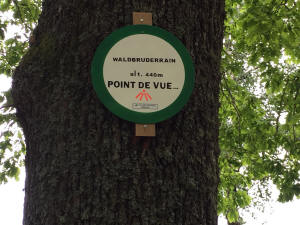 WALDBRUDERRAIN
alt. 440m
POINT DE VUE...